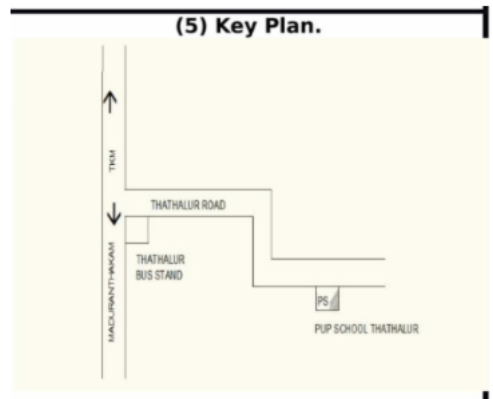 (5) Key Plan.
TKM
THATHALUR ROAD
MADURANTHAKAM
THATHALUR
BUS STAND
PS
PUP SCHOOL THATHALUR